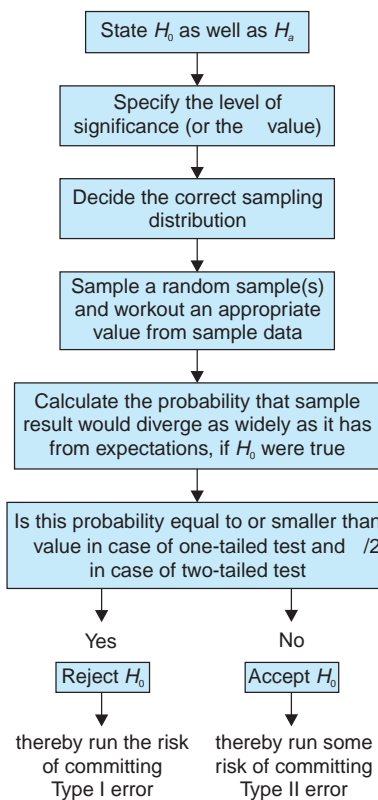 State H₀ as well as Hₐ
Specify the level of
significance (or the value)
Decide the correct sampling
distribution
Sample a random sample(s)
and workout an appropriate
value from sample data
Calculate the probability that sample
result would diverge as widely as it has
from expectations, if H₀ were true
Is this probability equal to or smaller than
value in case of one-tailed test and /2
in case of two-tailed test
Yes
No
Reject H₀
Accept H₀
thereby run the risk
of committing
Type I error
thereby run some
risk of committing
Type II error